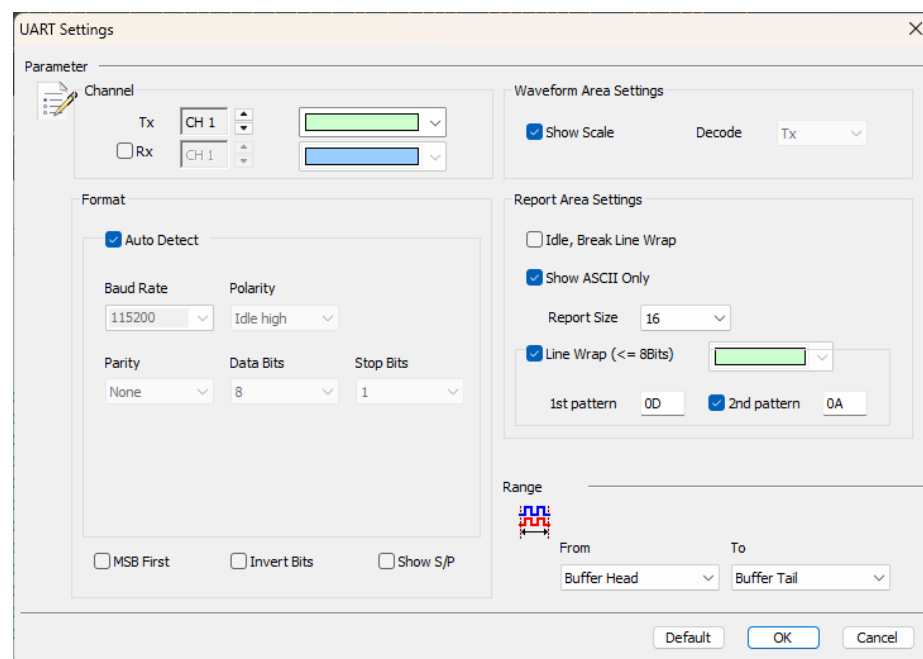 UART Settings
Parameter
Channel
Tx CH 1
Rx CH 1
Waveform Area Settings
Show Scale Decode Tx
Format
Auto Detect
Baud Rate Polarity
115200 Idle high
Parity Data Bits Stop Bits
None 8 1
MSB First Invert Bits Show S/P
Report Area Settings
Idle, Break Line Wrap
Show ASCII Only
Report Size 16
Line Wrap (<= 8Bits)
1st pattern 0D 2nd pattern 0A
Range
From To
Buffer Head Buffer Tail
Default OK Cancel